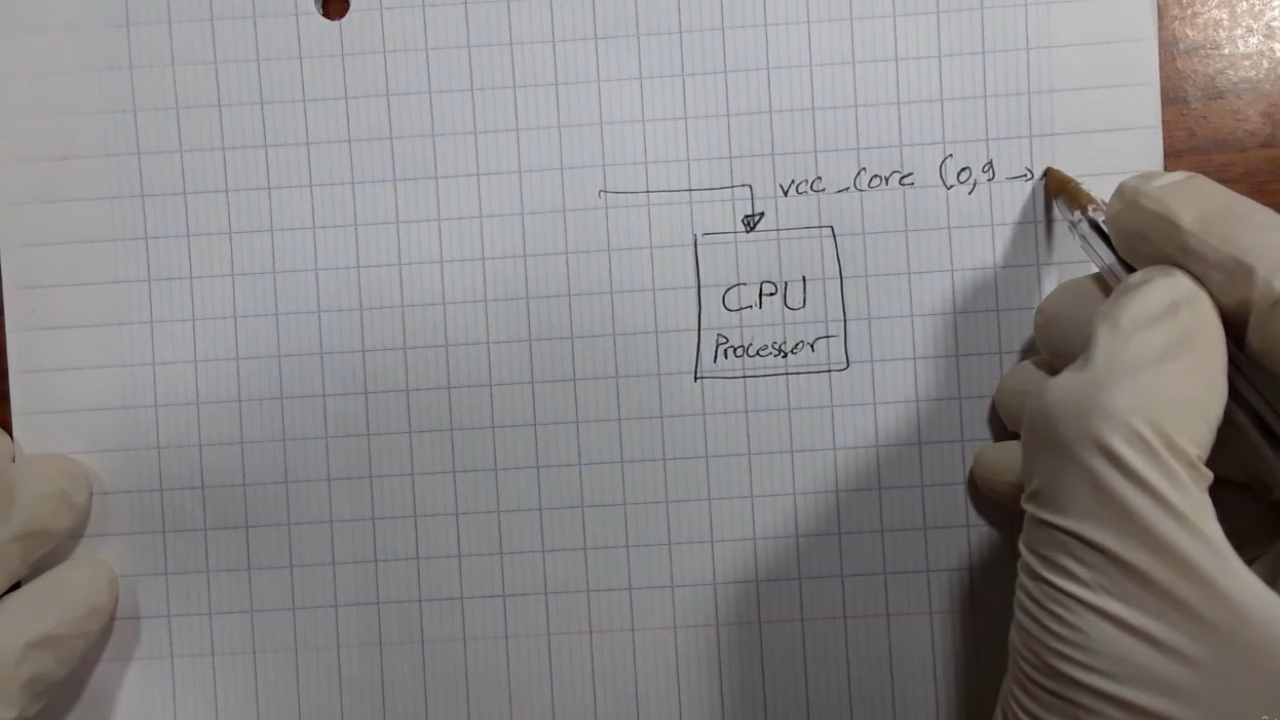 vcc_core (0,9 →
CPU
Processor